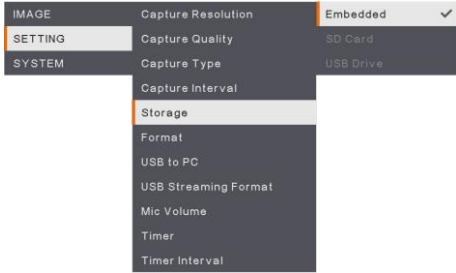 IMAGE
SETTING
SYSTEM
Capture Resolution
Capture Quality
Capture Type
Capture Interval
Storage
Format
USB to PC
USB Streaming Format
Mic Volume
Timer
Timer Interval
Embedded ✓
SD Card
USB Drive